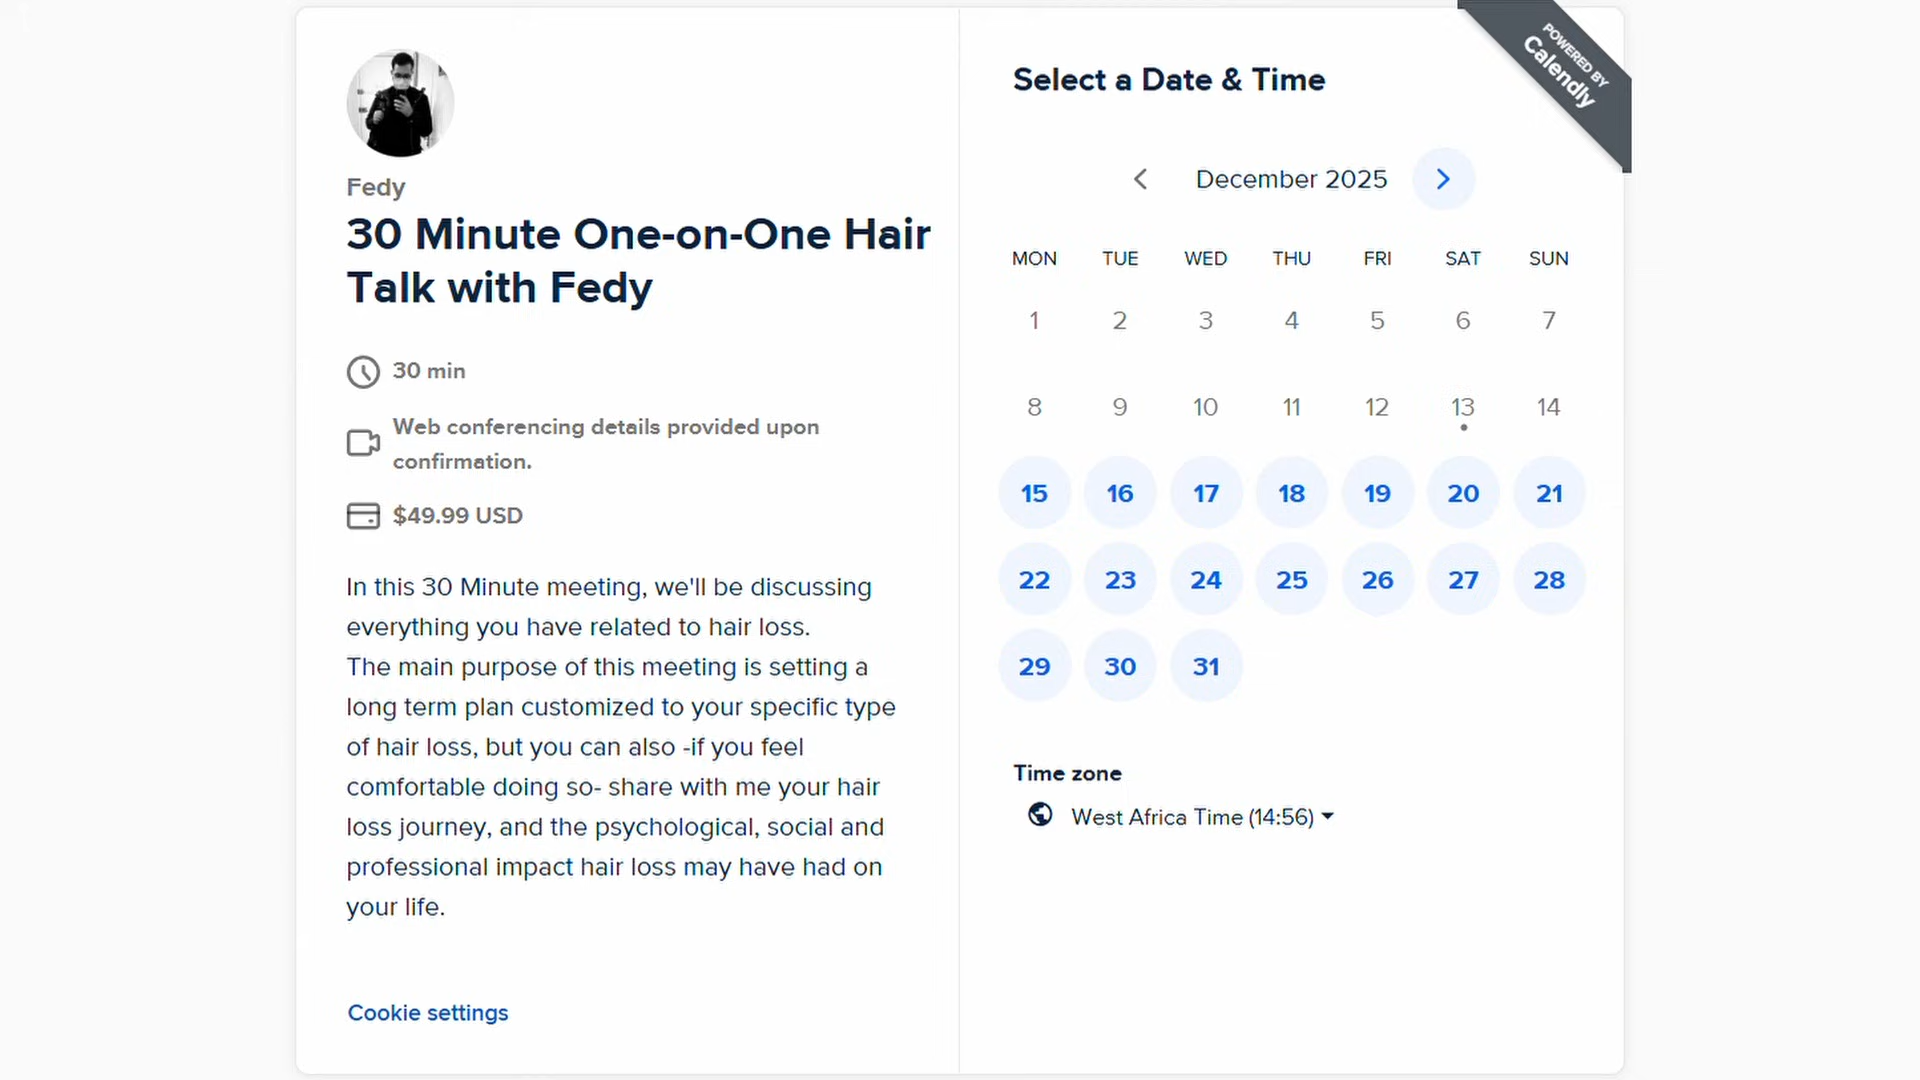 Fedy
30 Minute One-on-One Hair
Talk with Fedy
30 min
Web conferencing details provided upon
confirmation.
$49.99 USD
In this 30 Minute meeting, we'll be discussing
everything you have related to hair loss.
The main purpose of this meeting is setting a
long term plan customized to your specific type
of hair loss, but you can also -if you feel
comfortable doing so- share with me your hair
loss journey, and the psychological, social and
professional impact hair loss may have had on
your life.
Cookie settings
Select a Date & Time
POWERED BY
Calendly
December 2025
MON TUE WED THU FRI SAT SUN
1 2 3 4 5 6 7
8 9 10 11 12 13 14
15 16 17 18 19 20 21
22 23 24 25 26 27 28
29 30 31
Time zone
West Africa Time (14:56)